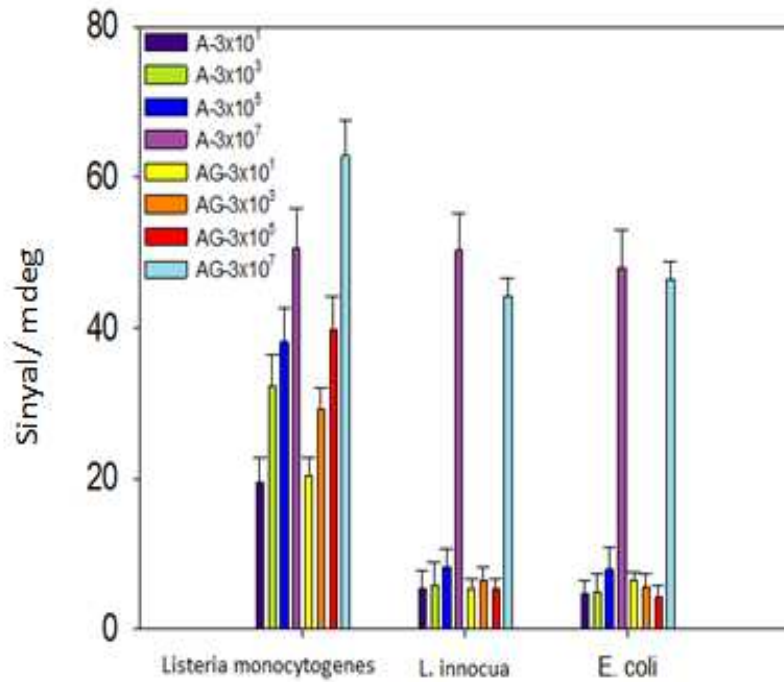 80
60
40
20
0
Sinyal/mdeg
A-3x10¹
A-3x10³
A-3x10⁵
A-3x10⁷
AG-3x10¹
AG-3x10³
AG-3x10⁵
AG-3x10⁷
Listeria monocytogenes
L. innocua
E. coli